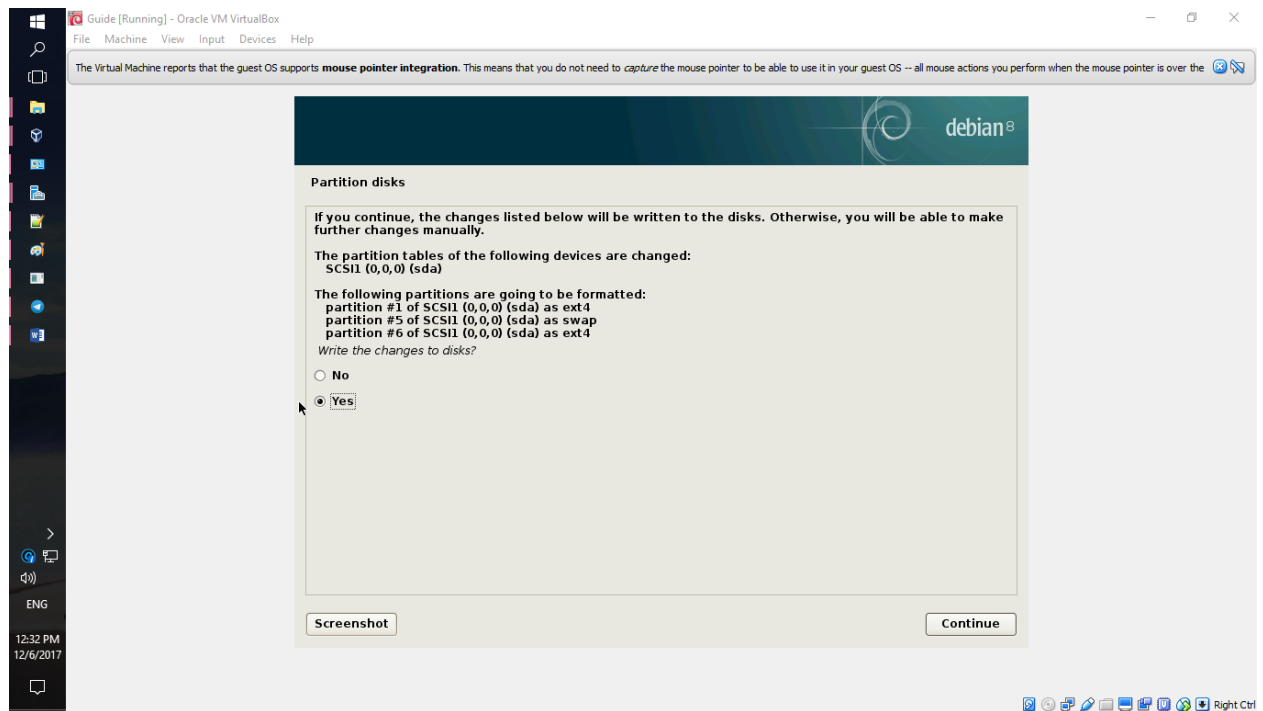 Guide [Running] - Oracle VM VirtualBox
File Machine View Input Devices Help
The Virtual Machine reports that the guest OS supports mouse pointer integration. This means that you do not need to capture the mouse pointer to be able to use it in your guest OS -- all mouse actions you perform when the mouse pointer is over the
debian 8
Partition disks
If you continue, the changes listed below will be written to the disks. Otherwise, you will be able to make
further changes manually.
The partition tables of the following devices are changed:
SCSI1 (0,0,0) (sda)
The following partitions are going to be formatted:
partition #1 of SCSI1 (0,0,0) (sda) as ext4
partition #5 of SCSI1 (0,0,0) (sda) as swap
partition #6 of SCSI1 (0,0,0) (sda) as ext4
Write the changes to disks?
No
Yes
Screenshot
Continue
ENG
12:32 PM
12/6/2017
Right Ctrl